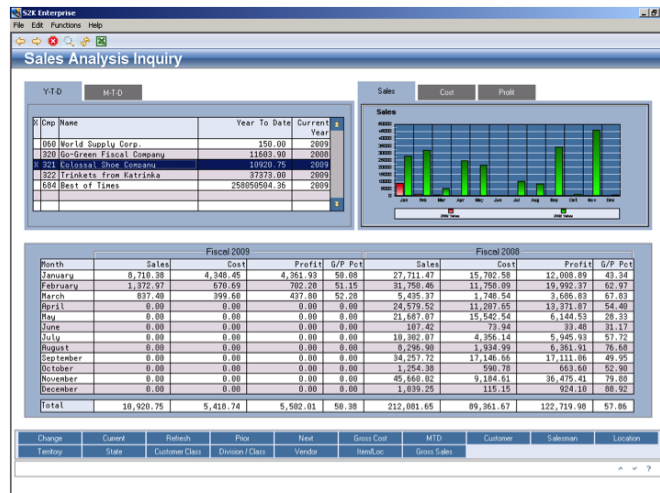 S2K Enterprise
File Edit Functions Help
Sales Analysis Inquiry
Y-T-D M-T-D
Sales Cost Profit
X Cmp Name Year To Date Current Year
060 World Supply Corp. 150.00 2009
320 Go-Green Fiscal Company 11603.90 2008
X 321 Colossal Shoe Company 10920.75 2009
322 Trinkets from Katrinka 37373.00 2009
604 Best of Times 258050504.36 2009
Sales
Jan Feb Mar Apr May Jun Jul Aug Sep Oct Nov Dec
Fiscal 2009 Fiscal 2008
Month Sales Cost Profit G/P Pct Sales Cost Profit G/P Pct
January 8,710.38 4,348.45 4,361.93 50.08 27,711.47 15,702.58 12,008.89 43.34
February 1,372.97 670.69 702.28 51.15 31,750.46 11,758.09 19,992.37 62.97
March 837.40 399.60 437.80 52.28 5,435.37 1,748.54 3,686.83 67.83
April 0.00 0.00 0.00 0.00 24,579.52 11,207.65 13,371.87 54.40
May 0.00 0.00 0.00 0.00 21,687.07 15,542.54 6,144.53 28.33
June 0.00 0.00 0.00 0.00 107.42 73.94 33.48 31.17
July 0.00 0.00 0.00 0.00 10,302.07 4,356.14 5,945.93 57.72
August 0.00 0.00 0.00 0.00 8,296.90 1,934.99 6,361.91 76.68
September 0.00 0.00 0.00 0.00 34,257.72 17,146.66 17,111.06 49.95
October 0.00 0.00 0.00 0.00 1,254.38 590.78 663.60 52.90
November 0.00 0.00 0.00 0.00 45,660.02 9,184.61 36,475.41 79.88
December 0.00 0.00 0.00 0.00 1,039.25 115.15 924.10 88.92
Total 10,920.75 5,418.74 5,502.01 50.38 212,081.65 89,361.67 122,719.98 57.86
Change Current Refresh Prior Next Gross Cost MTD Customer Salesman Location
Territory State Customer Class Division / Class Vendor Item/Loc Gross Sales